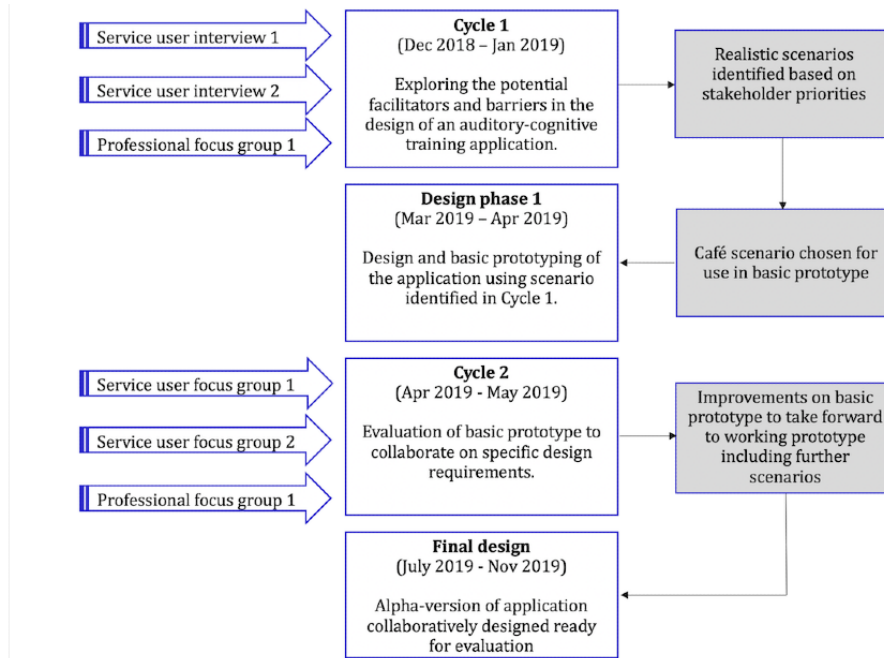 Service user interview 1
Service user interview 2
Professional focus group 1
Cycle 1
(Dec 2018 – Jan 2019)
Exploring the potential
facilitators and barriers in the
design of an auditory-cognitive
training application.
Realistic scenarios
identified based on
stakeholder priorities
Design phase 1
(Mar 2019 – Apr 2019)
Design and basic prototyping of
the application using scenario
identified in Cycle 1.
Café scenario chosen for
use in basic prototype
Service user focus group 1
Service user focus group 2
Professional focus group 1
Cycle 2
(Apr 2019 - May 2019)
Evaluation of basic prototype to
collaborate on specific design
requirements.
Improvements on basic
prototype to take forward
to working prototype
including further
scenarios
Final design
(July 2019 - Nov 2019)
Alpha-version of application
collaboratively designed ready
for evaluation